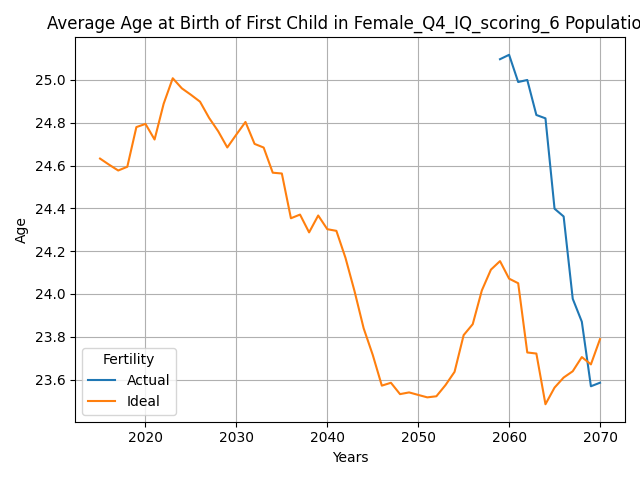 Average Age at Birth of First Child in Female_Q4_IQ_scoring_6 Populatio
25.0
24.8
24.6
24.4
24.2
24.0
23.8
23.6
Age
Fertility
Actual
Ideal
2020
2030
2040
2050
2060
2070
Years